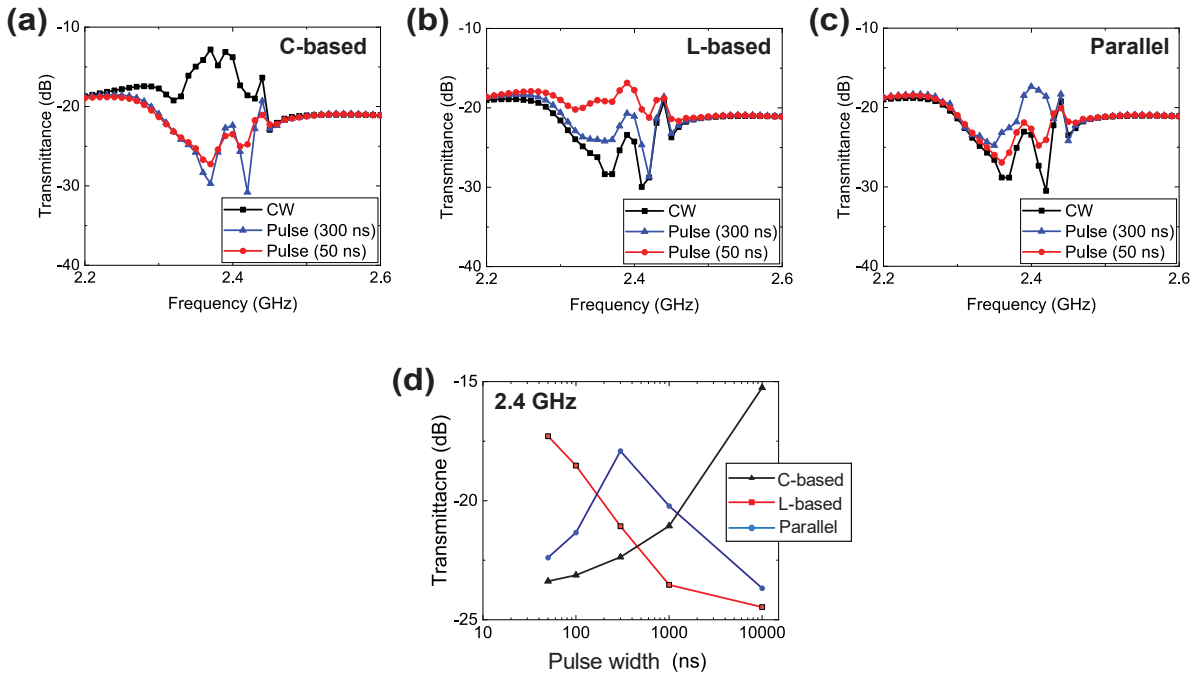 (a)
C-based
-10
-20
-30
-40
Transmittance (dB)
2.2
2.4
2.6
Frequency (GHz)
CW
Pulse (300 ns)
Pulse (50 ns)
(b)
L-based
-10
-20
-30
-40
Transmittance (dB)
2.2
2.4
2.6
Frequency (GHz)
CW
Pulse (300 ns)
Pulse (50 ns)
(c)
Parallel
-10
-20
-30
-40
Transmittance (dB)
2.2
2.4
2.6
Frequency (GHz)
CW
Pulse (300 ns)
Pulse (50 ns)
(d)
2.4 GHz
-15
-20
-25
Transmittacne (dB)
10
100
1000
10000
Pulse width (ns)
C-based
L-based
Parallel